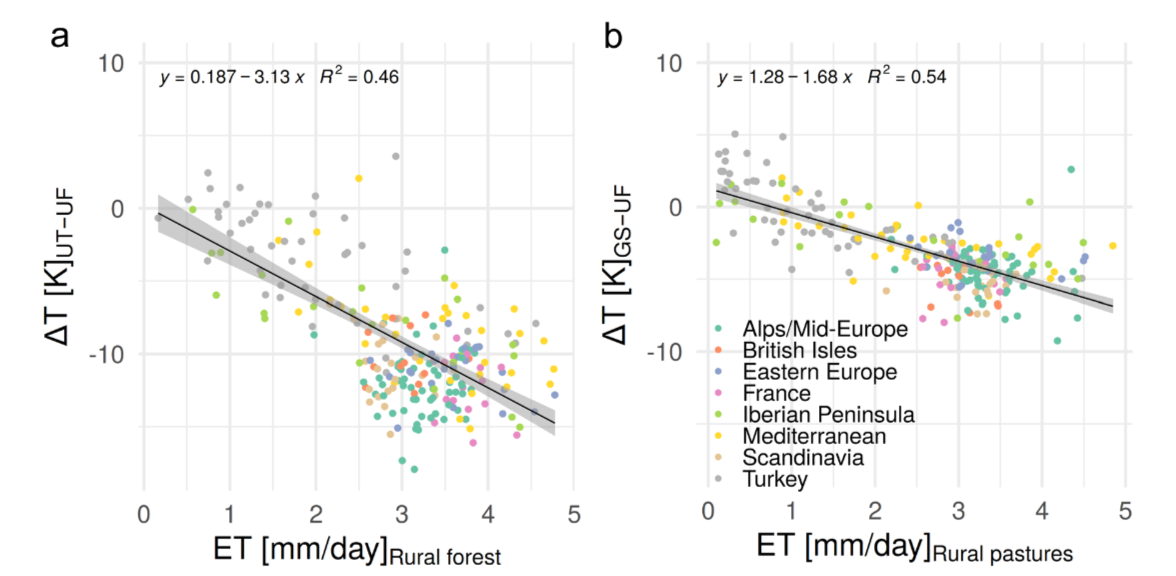 a
y = 0.187 − 3.13 x R² = 0.46
10
0
-10
ΔT [K]UT−UF
0 1 2 3 4 5
ET [mm/day]Rural forest
b
y = 1.28 − 1.68 x R² = 0.54
10
0
-10
ΔT [K]GS−UF
Alps/Mid-Europe
British Isles
Eastern Europe
France
Iberian Peninsula
Mediterranean
Scandinavia
Turkey
0 1 2 3 4 5
ET [mm/day]Rural pastures